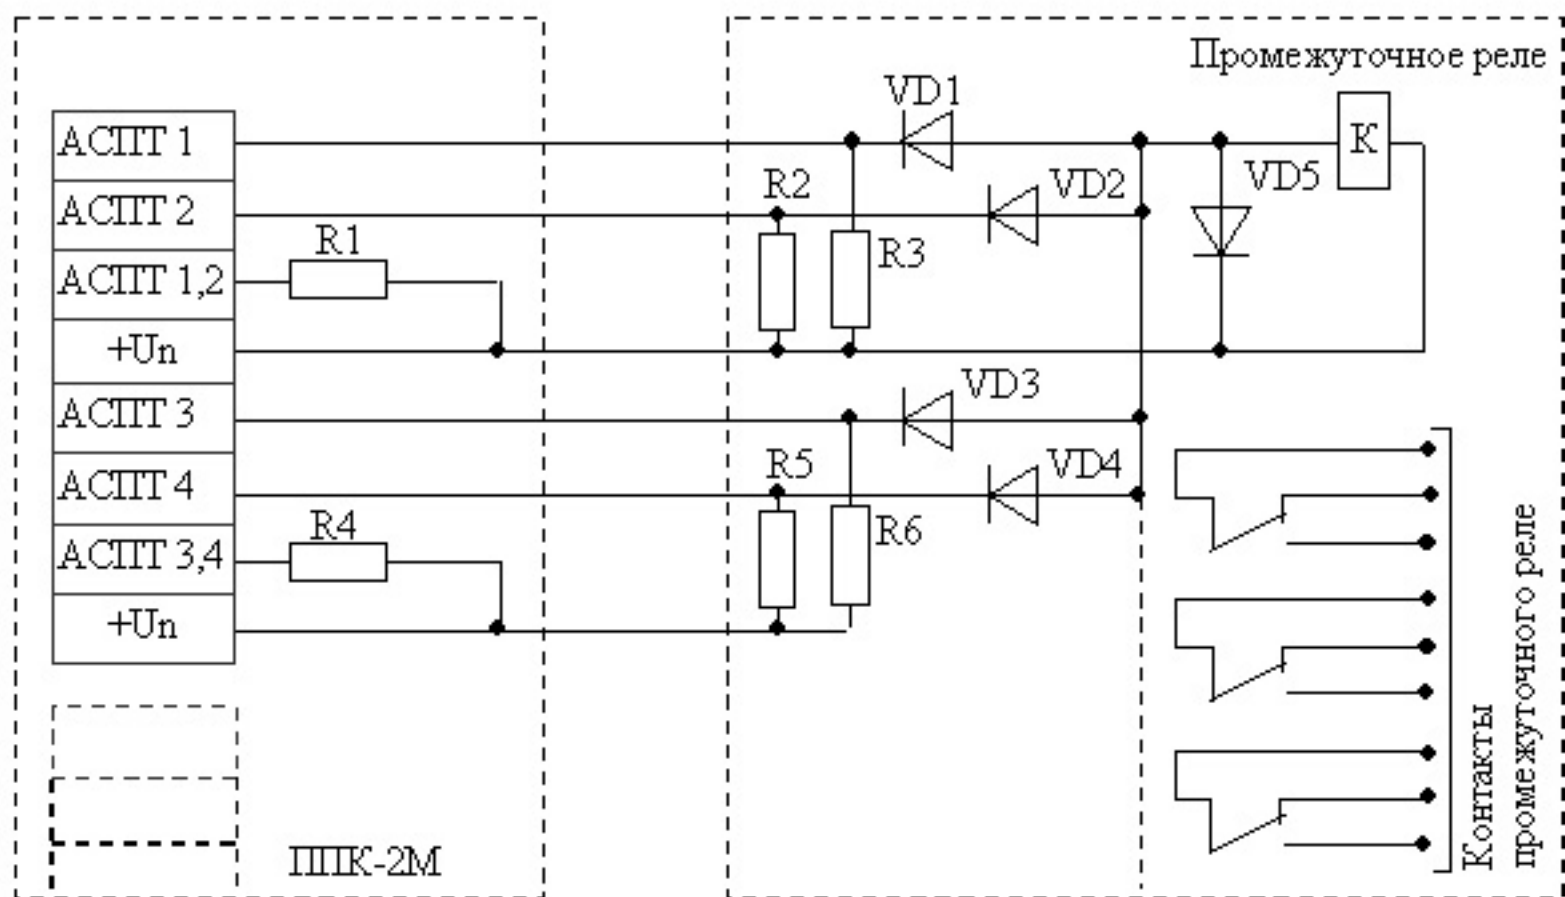 Промежуточное реле
VD1
АСПТ 1
К
R2
VD2
VD5
АСПТ 2
R1
R3
АСПТ 1,2
+Un
VD3
АСПТ 3
R5
VD4
АСПТ 4
R4
R6
АСПТ 3,4
+Un
Контакты
промежуточного реле
ППК-2М